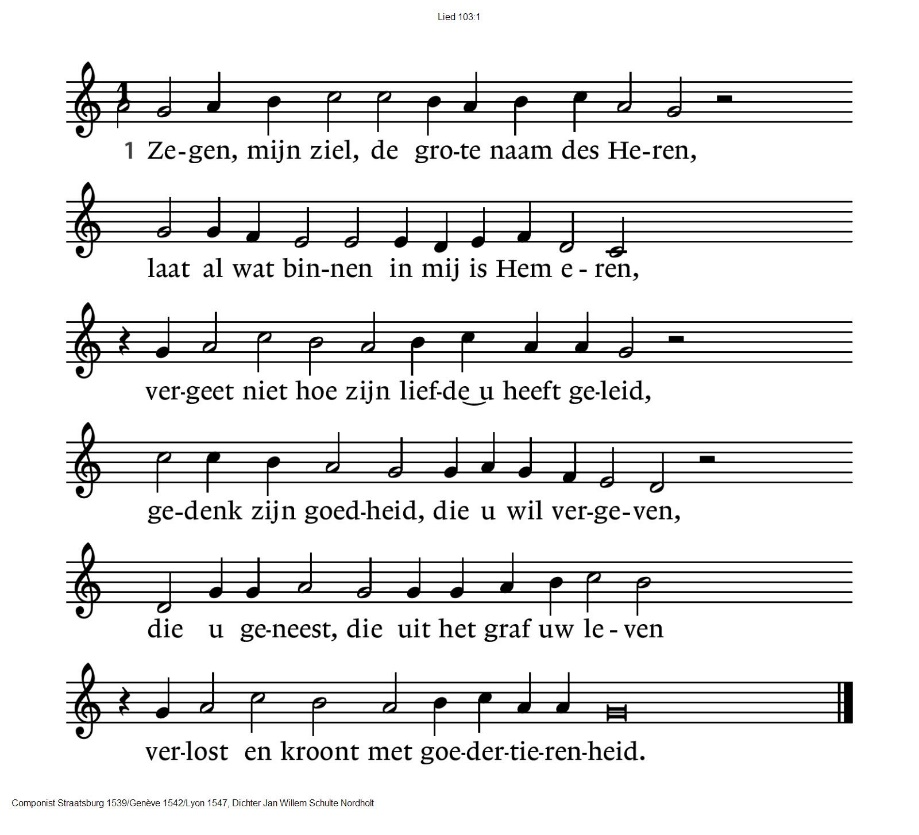 Lied 103:1
1
1 Ze-gen, mijn ziel, de gro-te naam des He-ren,
laat al wat bin-nen in mij is Hem e - ren,
ver-geet niet hoe zijn lief-de‿u heeft ge-leid,
ge-denk zijn goed-heid, die u wil ver-ge-ven,
die u ge-neest, die uit het graf uw le - ven
ver-lost en kroont met goe-der-tie-ren-heid.
Componist Straatsburg 1539/Genève 1542/Lyon 1547, Dichter Jan Willem Schulte Nordholt